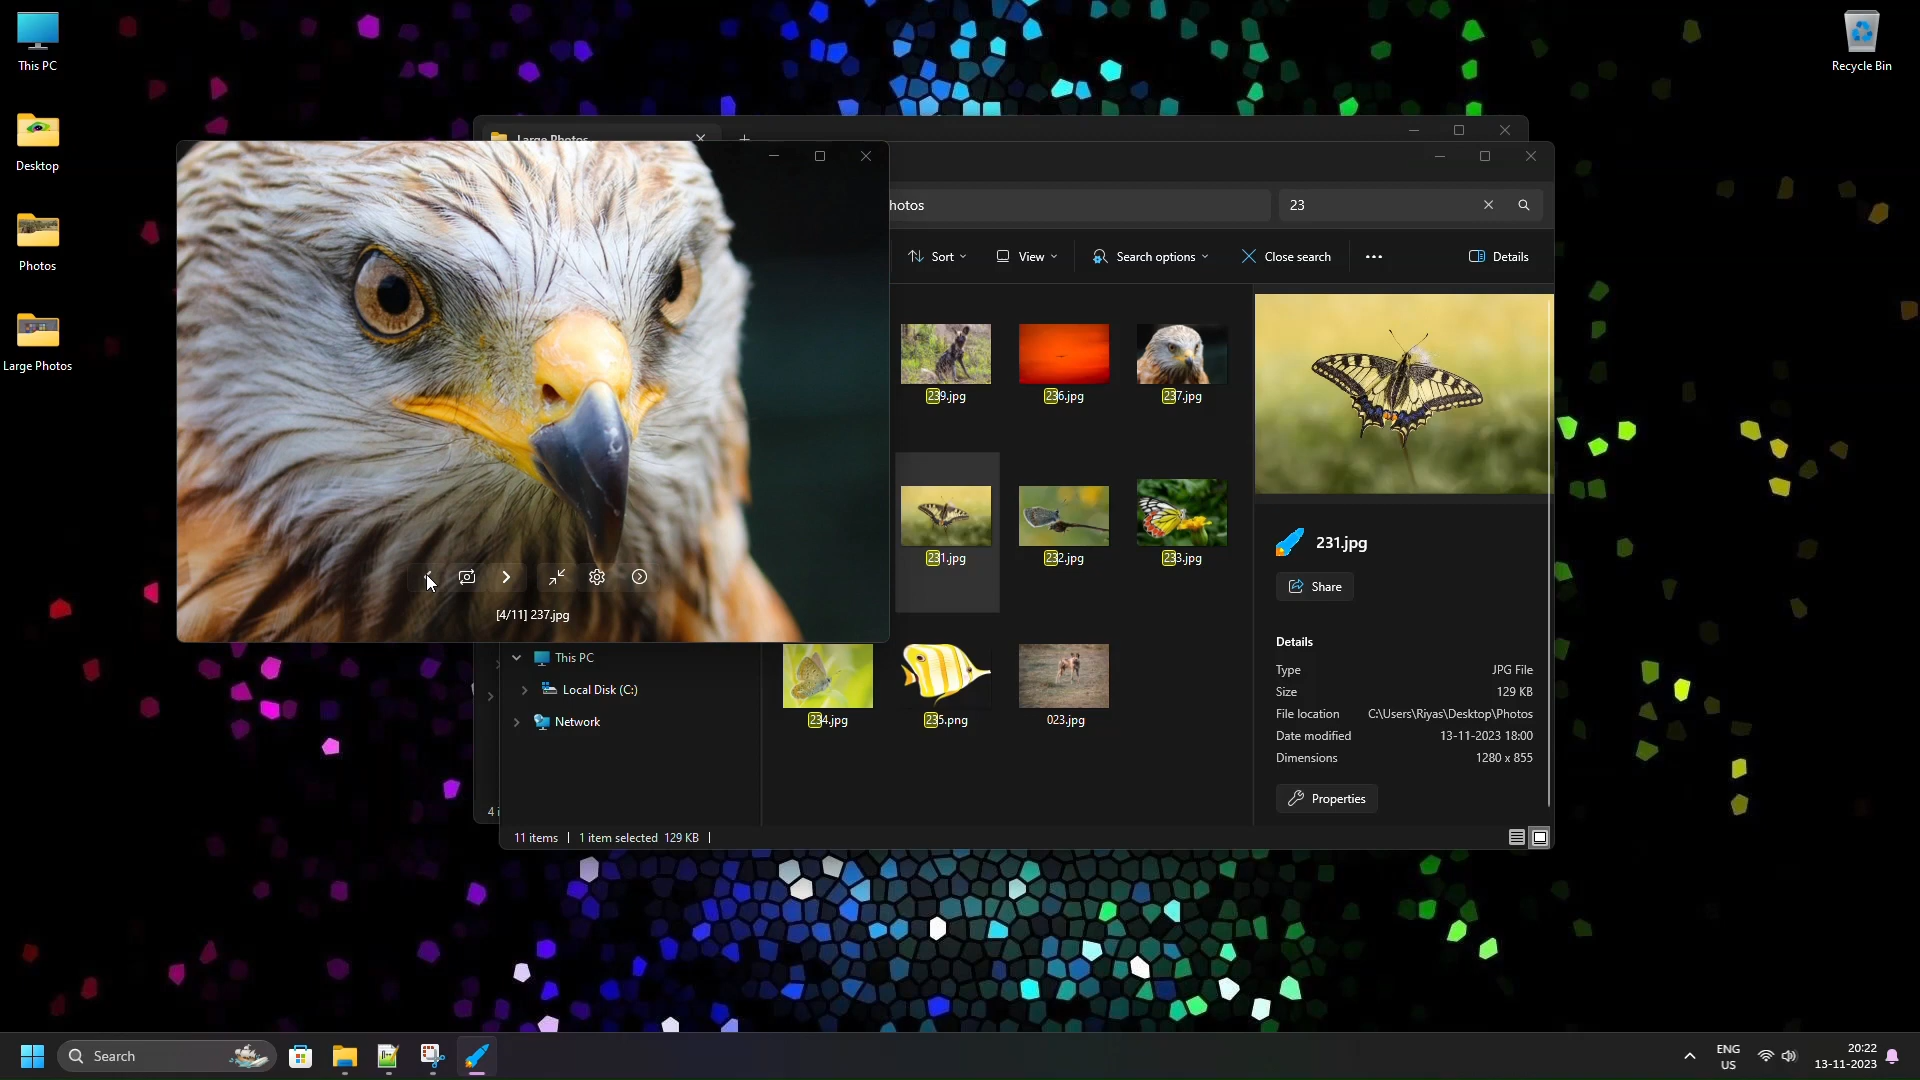 This PC
Desktop
Photos
Large Photos
Recycle Bin
Large Photos
hotos
23
Sort
View
Search options
Close search
Details
239.jpg
236.jpg
237.jpg
231.jpg
232.jpg
233.jpg
234.jpg
235.png
023.jpg
[4/11] 237.jpg
This PC
Local Disk (C:)
Network
231.jpg
Share
Details
Type JPG File
Size 129 KB
File location C:\Users\Riyas\Desktop\Photos
Date modified 13-11-2023 18:00
Dimensions 1280 x 855
Properties
4 i
11 items | 1 item selected 129 KB |
Search
ENG
US
20:22
13-11-2023